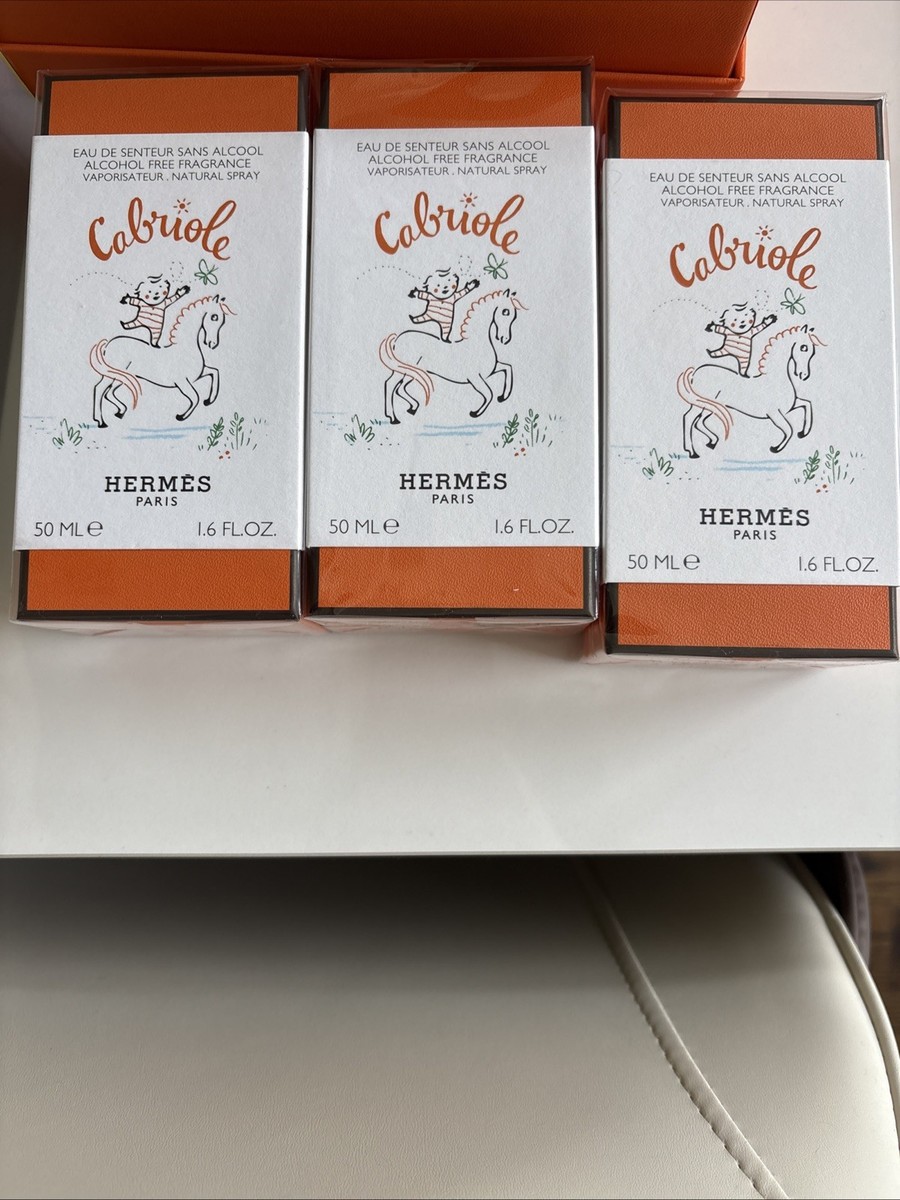 EAU DE SENTEUR SANS ALCOOL
ALCOHOL FREE FRAGRANCE
VAPORISATEUR . NATURAL SPRAY
Cabriole
HERMĒS
PARIS
50 ML℮
1.6 FL.OZ.
EAU DE SENTEUR SANS ALCOOL
ALCOHOL FREE FRAGRANCE
VAPORISATEUR . NATURAL SPRAY
Cabriole
HERMĒS
PARIS
50 ML℮
1.6 FL.OZ.
EAU DE SENTEUR SANS ALCOOL
ALCOHOL FREE FRAGRANCE
VAPORISATEUR . NATURAL SPRAY
Cabriole
HERMĒS
PARIS
50 ML℮
1.6 FL.OZ.